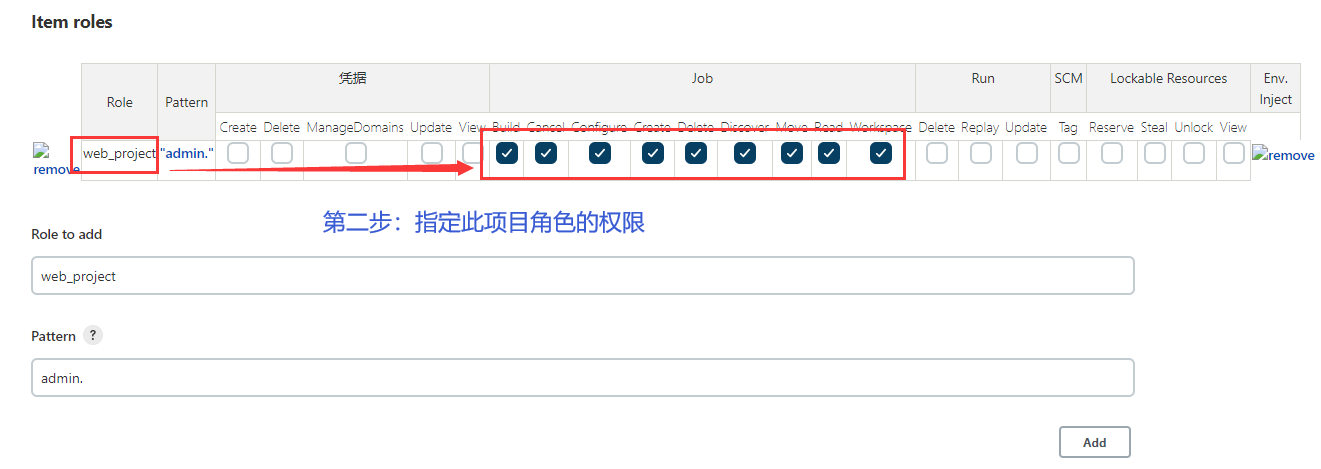 Item roles
凭据 Job Run SCM Lockable Resources Env. Inject
Role Pattern
Create Delete ManageDomains Update View Build Cancel Configure Create Delete Discover Move Read Workspace Delete Replay Update Tag Reserve Steal Unlock View
web_project "admin."
remove remove
第二步：指定此项目角色的权限
Role to add
web_project
Pattern ?
admin.
Add